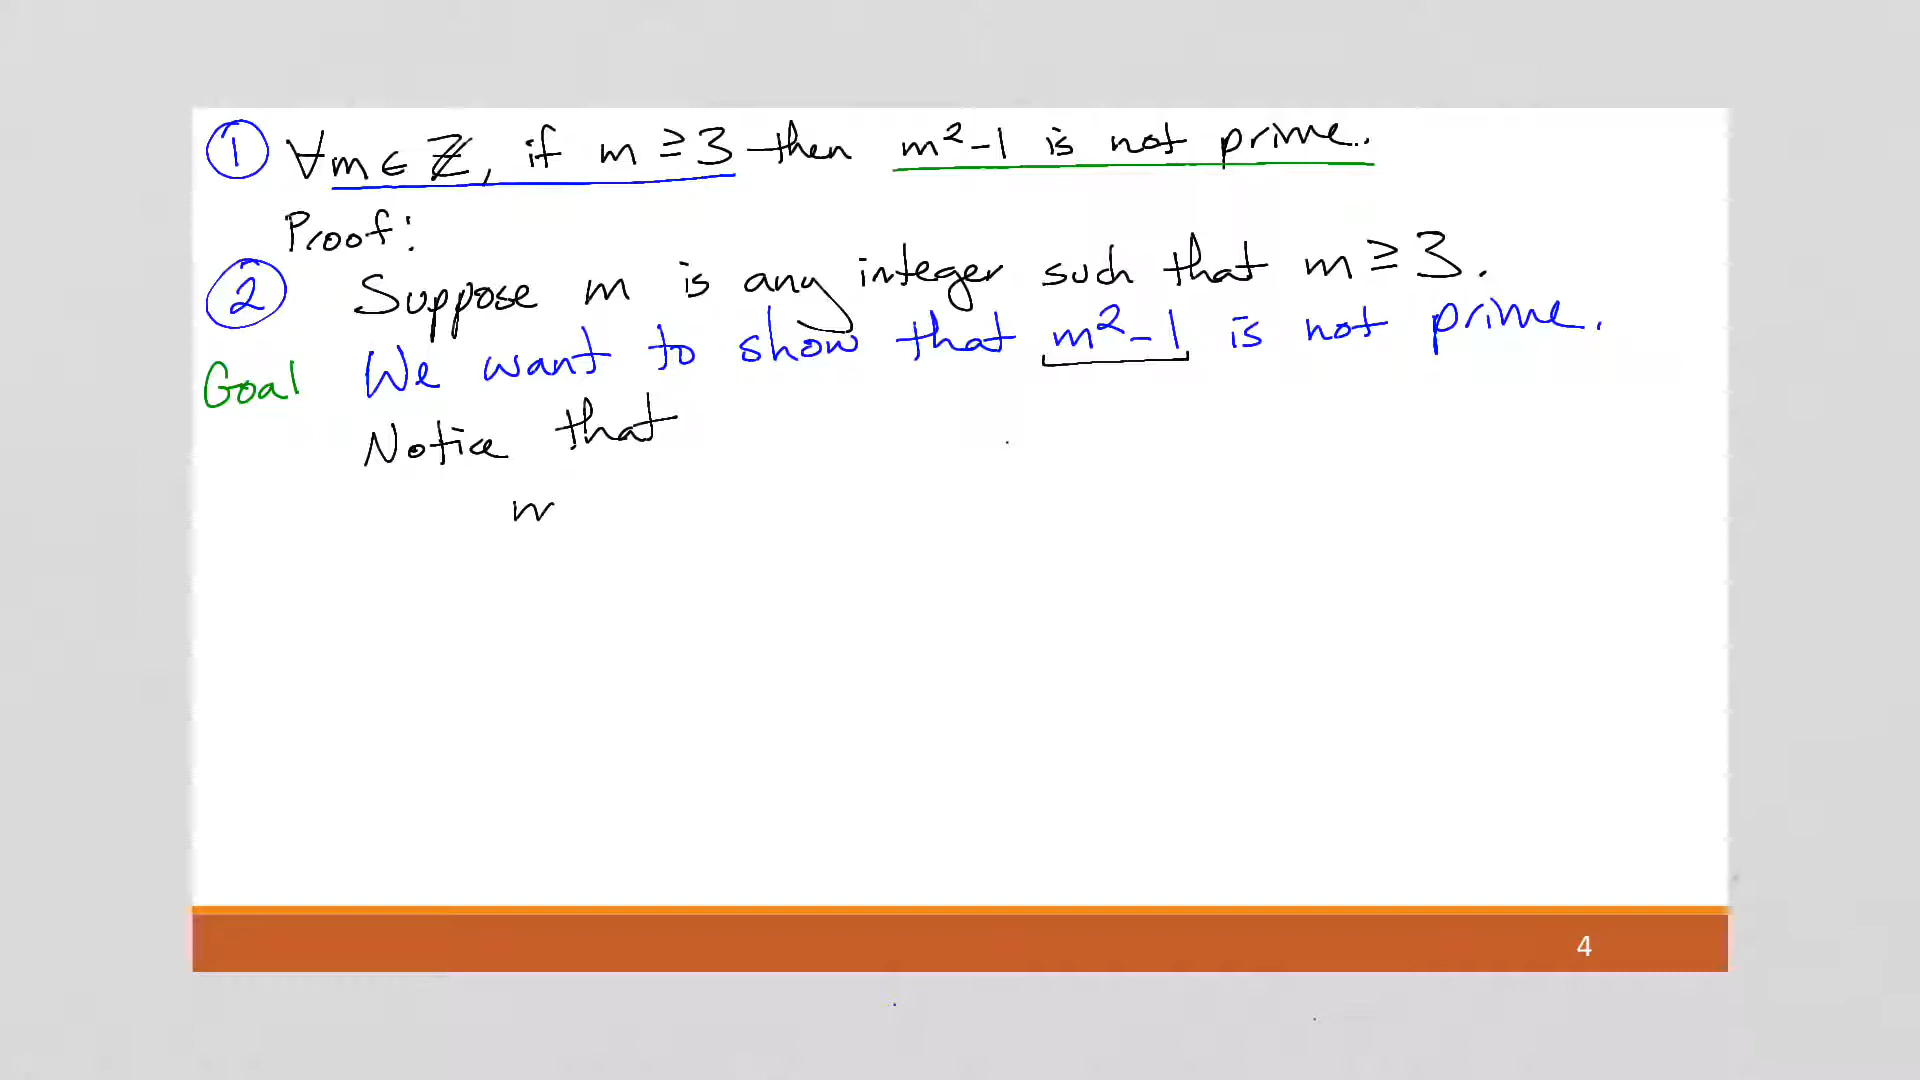 ① ∀m ∈ ℤ, if m ≥ 3 then m² - 1 is not prime.
Proof:
② Suppose m is any integer such that m ≥ 3.
Goal We want to show that m² - 1 is not prime.
Notice that
m
4